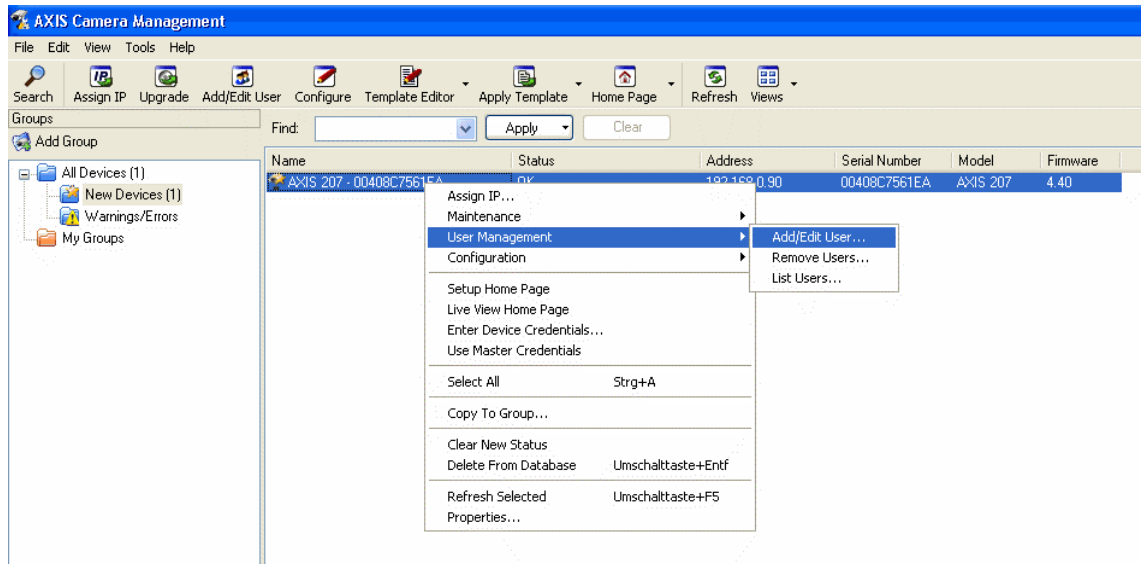 AXIS Camera Management
File Edit View Tools Help
Search Assign IP Upgrade Add/Edit User Configure Template Editor Apply Template Home Page Refresh Views
Groups
Add Group
Find: Apply Clear
All Devices (1)
New Devices (1)
Warnings/Errors
My Groups
Name Status Address Serial Number Model Firmware
AXIS 207 - 00408C7561EA OK 192.168.0.90 00408C7561EA AXIS 207 4.40
Assign IP...
Maintenance
User Management
Configuration
Setup Home Page
Live View Home Page
Enter Device Credentials...
Use Master Credentials
Select All Strg+A
Copy To Group...
Clear New Status
Delete From Database Umschalttaste+Entf
Refresh Selected Umschalttaste+F5
Properties...
Add/Edit User...
Remove Users...
List Users...